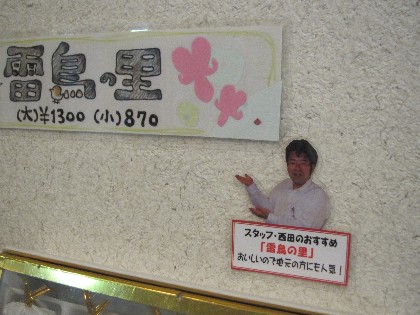 雷鳥の里
(大)¥1300 (小)870
スタッフ・西田のおすすめ
「雷鳥の里」
おいしいので地元の方にも人気!